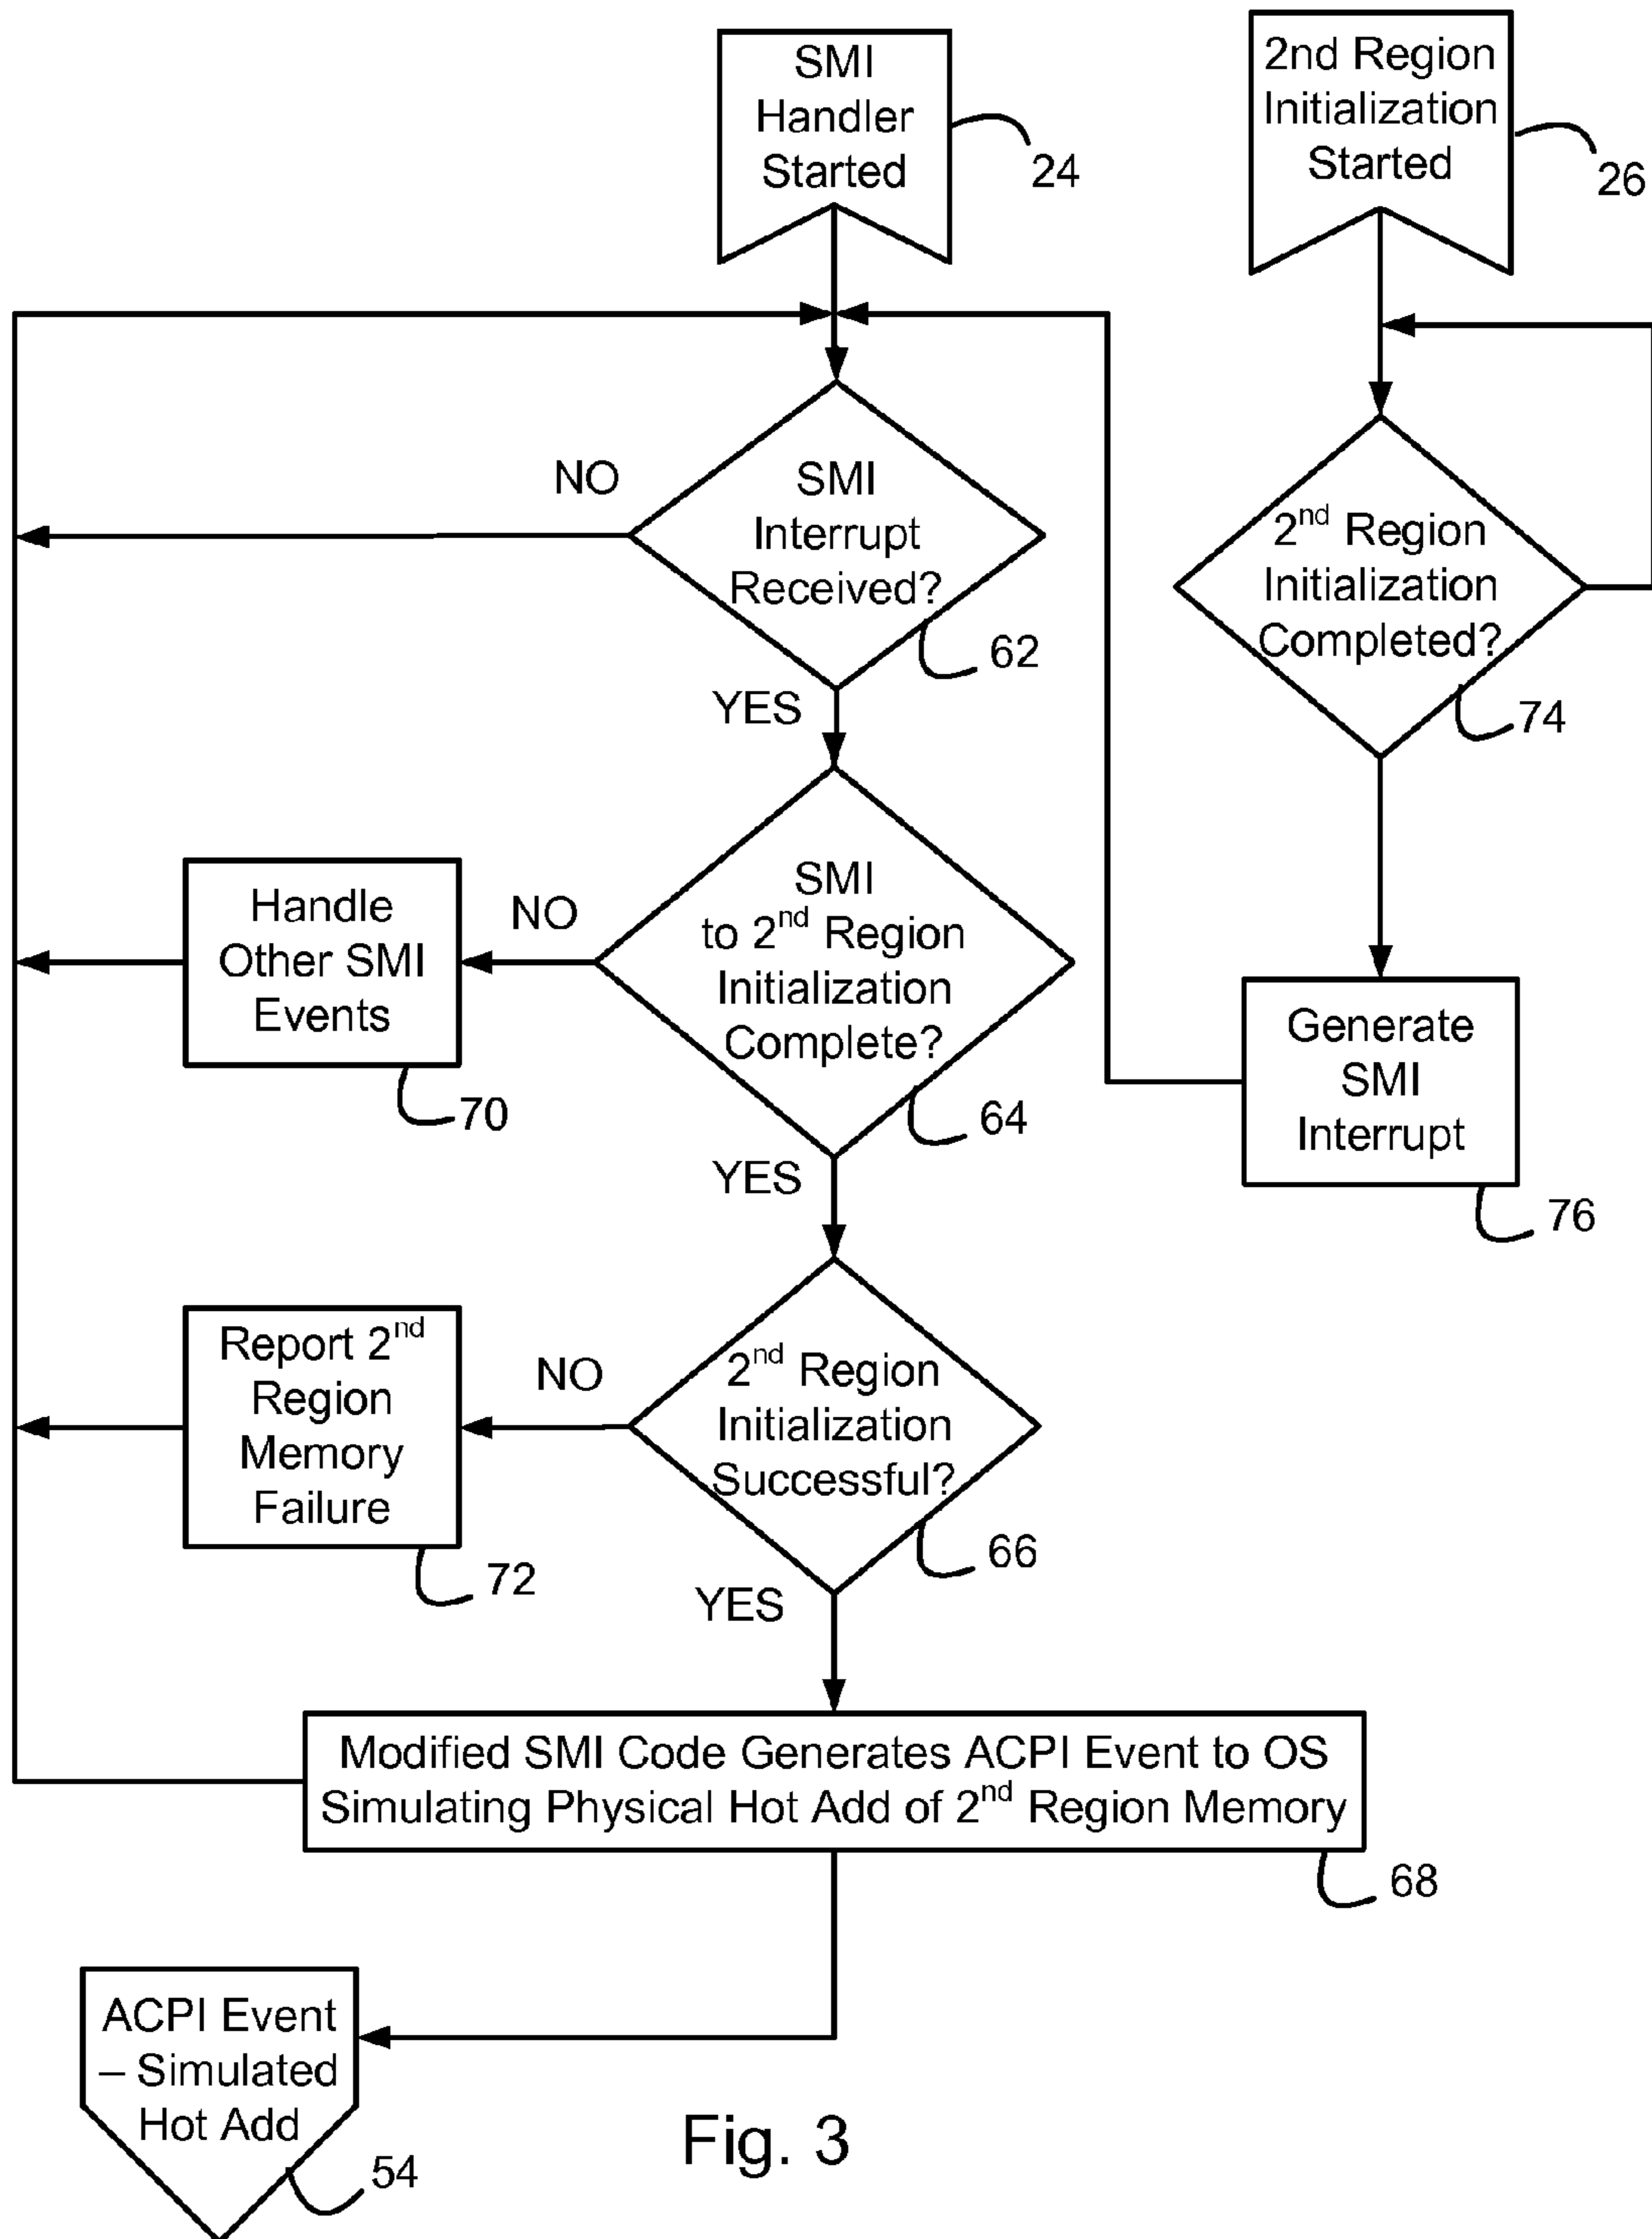 SMI
Handler
Started
24
2nd Region
Initialization
Started
26
NO
SMI
Interrupt
Received?
62
YES
2nd Region
Initialization
Completed?
74
Handle
Other SMI
Events
70
NO
SMI
to 2nd Region
Initialization
Complete?
64
YES
Generate
SMI
Interrupt
76
Report 2nd
Region
Memory
Failure
72
NO
2nd Region
Initialization
Successful?
66
YES
Modified SMI Code Generates ACPI Event to OS
Simulating Physical Hot Add of 2nd Region Memory
68
ACPI Event
– Simulated
Hot Add
54
Fig. 3